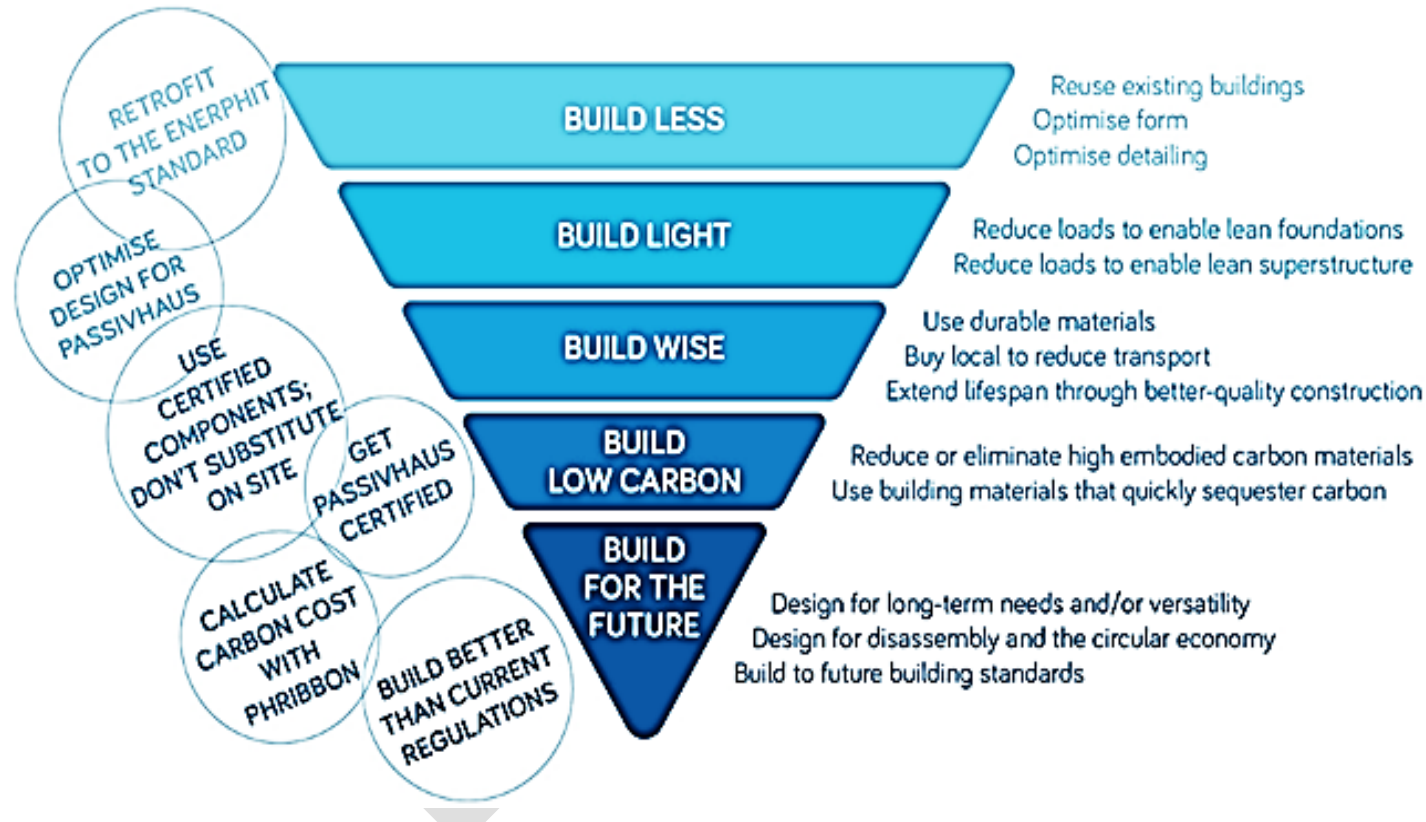 RETROFIT
TO THE ENERPHIT
STANDARD
OPTIMISE
DESIGN FOR
PASSIVHAUS
USE
CERTIFIED
COMPONENTS;
DON'T SUBSTITUTE
ON SITE
GET
PASSIVHAUS
CERTIFIED
CALCULATE
CARBON COST
WITH
PHRIBBON
BUILD BETTER
THAN CURRENT
REGULATIONS
BUILD LESS
Reuse existing buildings
Optimise form
Optimise detailing
BUILD LIGHT
Reduce loads to enable lean foundations
Reduce loads to enable lean superstructure
BUILD WISE
Use durable materials
Buy local to reduce transport
Extend lifespan through better-quality construction
BUILD
LOW CARBON
Reduce or eliminate high embodied carbon materials
Use building materials that quickly sequester carbon
BUILD
FOR THE
FUTURE
Design for long-term needs and/or versatility
Design for disassembly and the circular economy
Build to future building standards